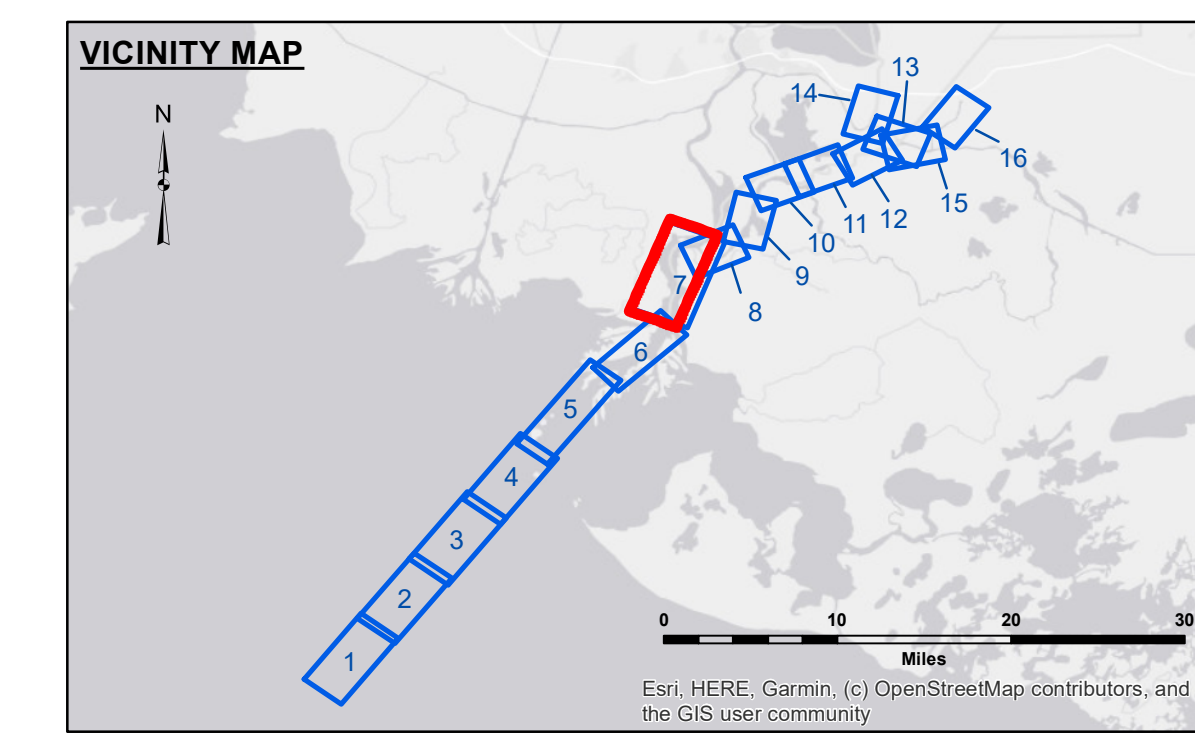 VICINITY MAP
N
13
14
16
15
12
11
10
9
7
8
6
5
4
3
2
1
0 10 20 30
Miles
Esri, HERE, Garmin, (c) OpenStreetMap contributors, and
the GIS user community